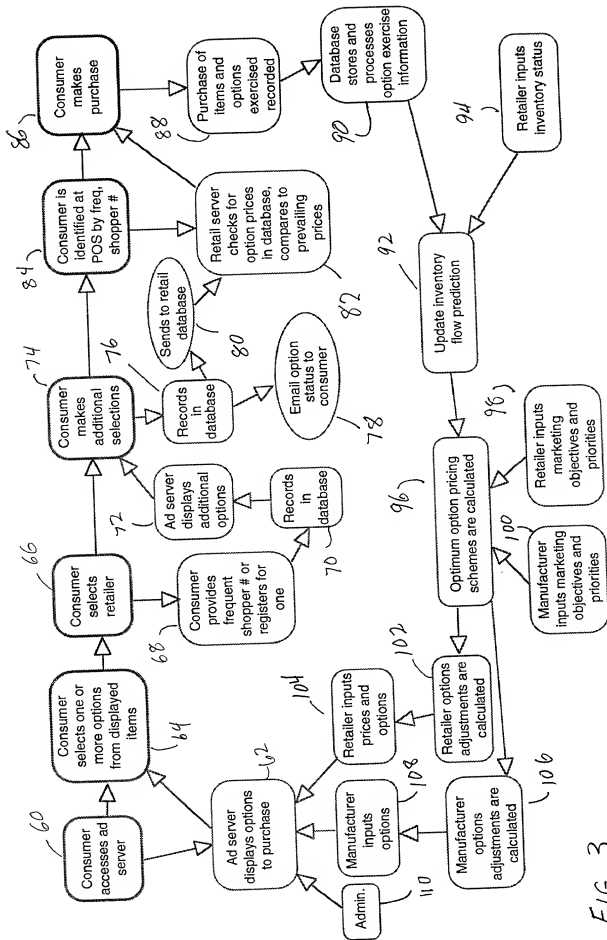 60
Consumer
accesses ad
server
Consumer
selects one or
more options
from displayed
items
64
66
Consumer
selects
retailer
74
Consumer
makes
additional
selections
84
Consumer is
identified at
POS by freq,
shopper #
86
Consumer
makes
purchase
62
Ad server
displays options
to purchase
68
Consumer
provides
frequent
shopper # or
registers for
one
70
Records
in
database
72
Ad server
displays
additional
options
76
Records in
database
78
Email option
status to
consumer
80
Sends to retail
database
82
Retail server
checks for
option prices
in database,
compares to
prevailing
prices
88
Purchase of
items and
options
exercised
recorded
90
Database
stores and
processes
option exercise
information
94
Retailer inputs
inventory status
92
Update inventory
flow prediction
96
Optimum option pricing
schemes are calculated
98
Retailer inputs
marketing
objectives and
priorities
100
Manufacturer
inputs marketing
objectives and
priorities
102
Retailer options
adjustments are
calculated
104
Retailer inputs
prices and
options
106
Manufacturer
options
adjustments are
calculated
108
Manufacturer
inputs
options
110
Admin.
FIG. 3